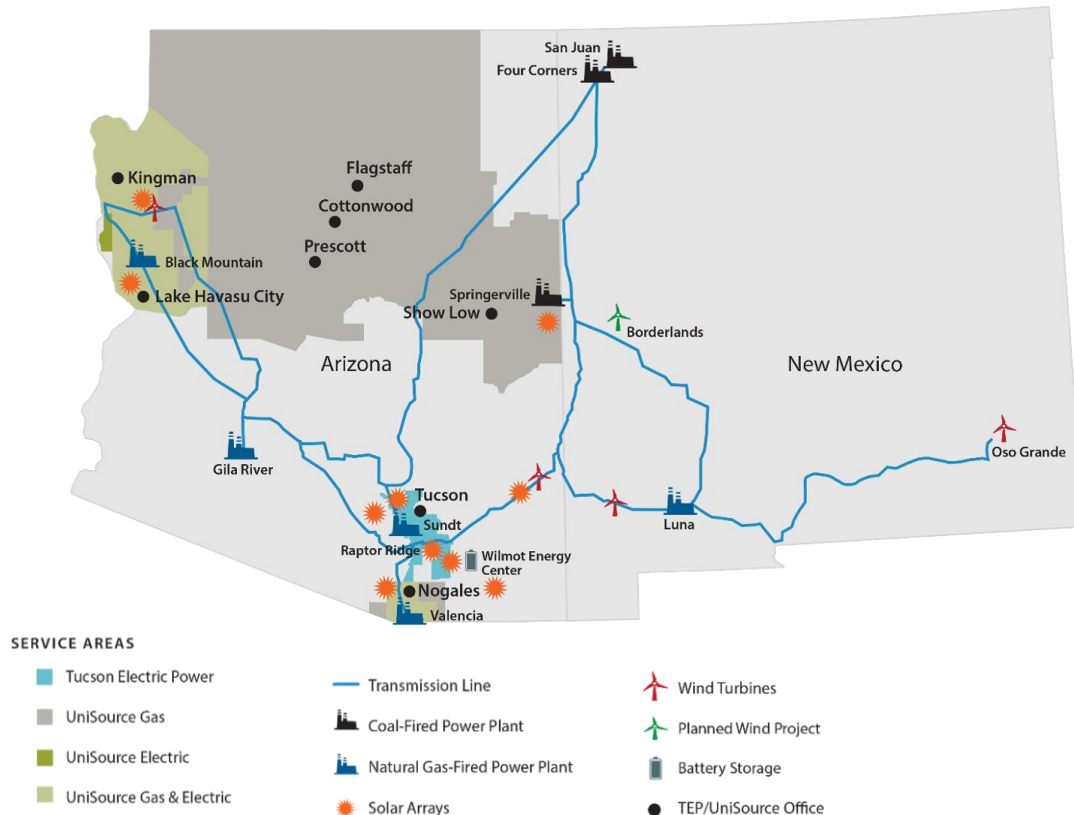 San Juan
Four Corners
Kingman
Flagstaff
Cottonwood
Prescott
Black Mountain
Lake Havasu City
Springerville
Show Low
Borderlands
Arizona
New Mexico
Gila River
Oso Grande
Tucson
Sundt
Luna
Raptor Ridge
Wilmot Energy
Center
Nogales
Valencia
SERVICE AREAS
Tucson Electric Power
UniSource Gas
UniSource Electric
UniSource Gas & Electric
Transmission Line
Coal-Fired Power Plant
Natural Gas-Fired Power Plant
Solar Arrays
Wind Turbines
Planned Wind Project
Battery Storage
TEP/UniSource Office